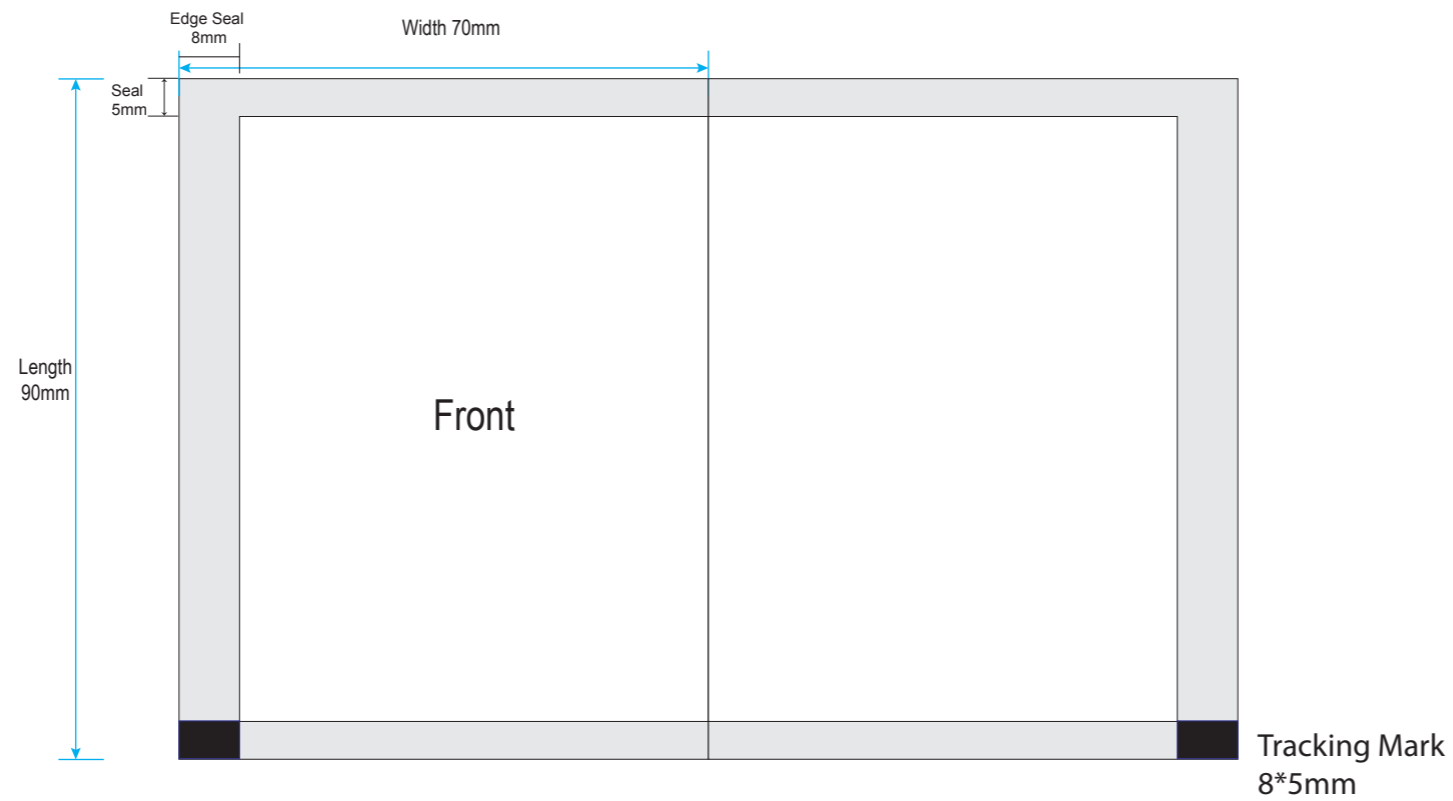 Edge Seal
8mm
Width 70mm
Seal
5mm
Length
90mm
Front
Tracking Mark
8*5mm